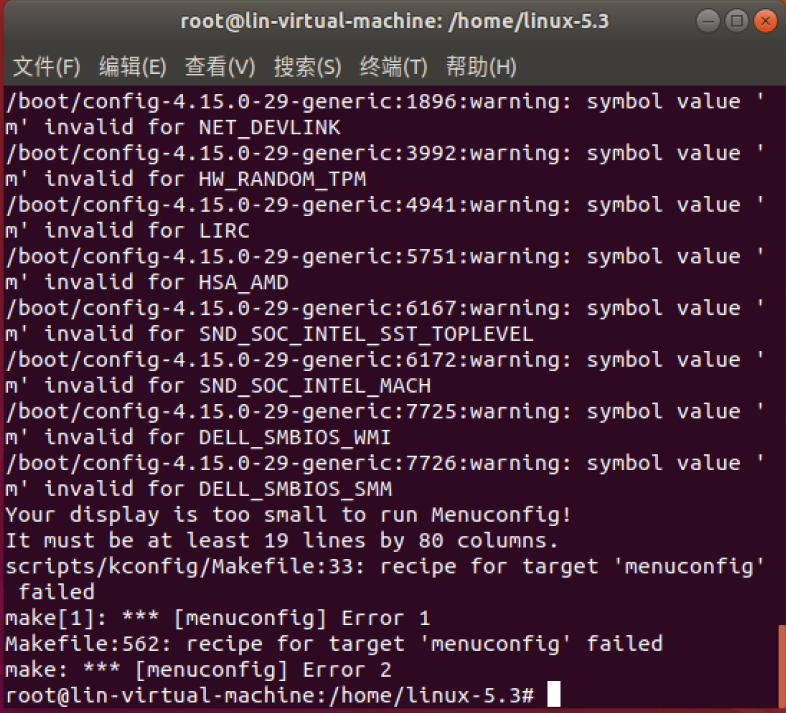 root@lin-virtual-machine: /home/linux-5.3
文件(F) 编辑(E) 查看(V) 搜索(S) 终端(T) 帮助(H)
/boot/config-4.15.0-29-generic:1896:warning: symbol value '
m' invalid for NET_DEVLINK
/boot/config-4.15.0-29-generic:3992:warning: symbol value '
m' invalid for HW_RANDOM_TPM
/boot/config-4.15.0-29-generic:4941:warning: symbol value '
m' invalid for LIRC
/boot/config-4.15.0-29-generic:5751:warning: symbol value '
m' invalid for HSA_AMD
/boot/config-4.15.0-29-generic:6167:warning: symbol value '
m' invalid for SND_SOC_INTEL_SST_TOPLEVEL
/boot/config-4.15.0-29-generic:6172:warning: symbol value '
m' invalid for SND_SOC_INTEL_MACH
/boot/config-4.15.0-29-generic:7725:warning: symbol value '
m' invalid for DELL_SMBIOS_WMI
/boot/config-4.15.0-29-generic:7726:warning: symbol value '
m' invalid for DELL_SMBIOS_SMM
Your display is too small to run Menuconfig!
It must be at least 19 lines by 80 columns.
scripts/kconfig/Makefile:33: recipe for target 'menuconfig'
 failed
make[1]: *** [menuconfig] Error 1
Makefile:562: recipe for target 'menuconfig' failed
make: *** [menuconfig] Error 2
root@lin-virtual-machine:/home/linux-5.3#